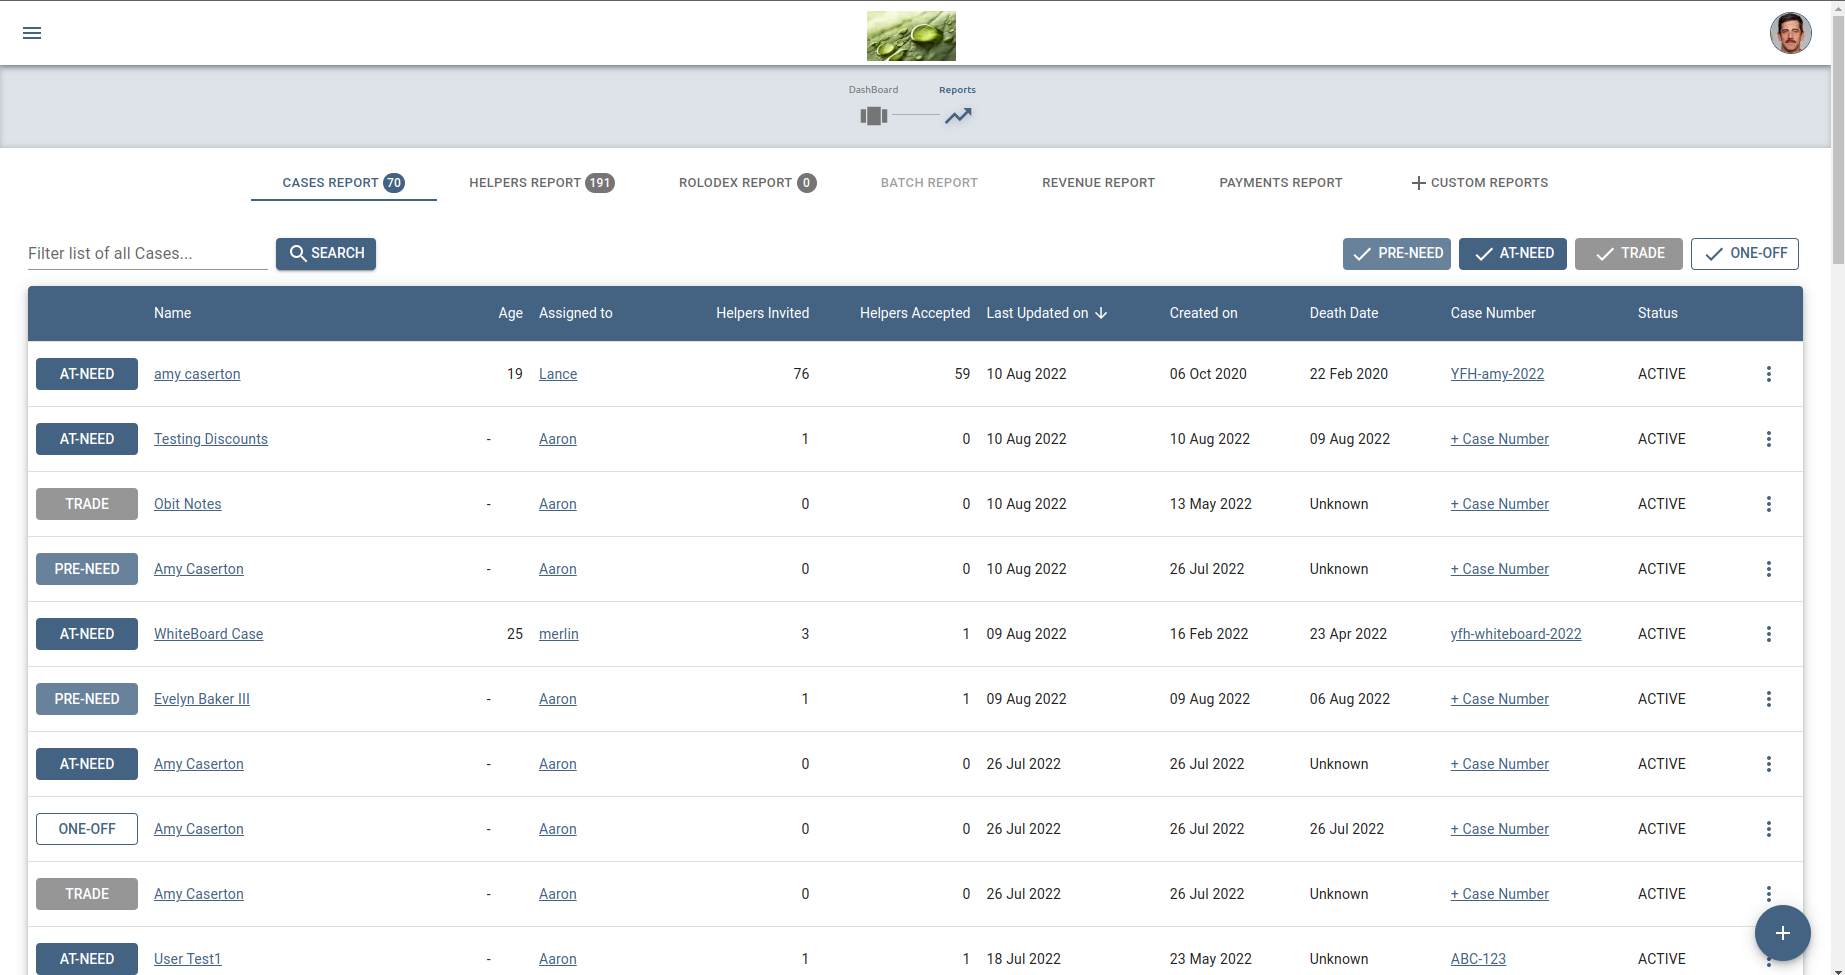 DashBoard Reports
CASES REPORT 70 HELPERS REPORT 191 ROLODEX REPORT 0 BATCH REPORT REVENUE REPORT PAYMENTS REPORT + CUSTOM REPORTS
Filter list of all Cases... SEARCH PRE-NEED AT-NEED TRADE ONE-OFF
Name Age Assigned to Helpers Invited Helpers Accepted Last Updated on Created on Death Date Case Number Status
AT-NEED amy caserton 19 Lance 76 59 10 Aug 2022 06 Oct 2020 22 Feb 2020 YFH-amy-2022 ACTIVE
AT-NEED Testing Discounts - Aaron 1 0 10 Aug 2022 10 Aug 2022 09 Aug 2022 + Case Number ACTIVE
TRADE Obit Notes - Aaron 0 0 10 Aug 2022 13 May 2022 Unknown + Case Number ACTIVE
PRE-NEED Amy Caserton - Aaron 0 0 10 Aug 2022 26 Jul 2022 Unknown + Case Number ACTIVE
AT-NEED WhiteBoard Case 25 merlin 3 1 09 Aug 2022 16 Feb 2022 23 Apr 2022 yfh-whiteboard-2022 ACTIVE
PRE-NEED Evelyn Baker III - Aaron 1 1 09 Aug 2022 09 Aug 2022 06 Aug 2022 + Case Number ACTIVE
AT-NEED Amy Caserton - Aaron 0 0 26 Jul 2022 26 Jul 2022 Unknown + Case Number ACTIVE
ONE-OFF Amy Caserton - Aaron 0 0 26 Jul 2022 26 Jul 2022 26 Jul 2022 + Case Number ACTIVE
TRADE Amy Caserton - Aaron 0 0 26 Jul 2022 26 Jul 2022 Unknown + Case Number ACTIVE
AT-NEED User Test1 - Aaron 1 1 18 Jul 2022 23 May 2022 Unknown ABC-123 ACTIVE